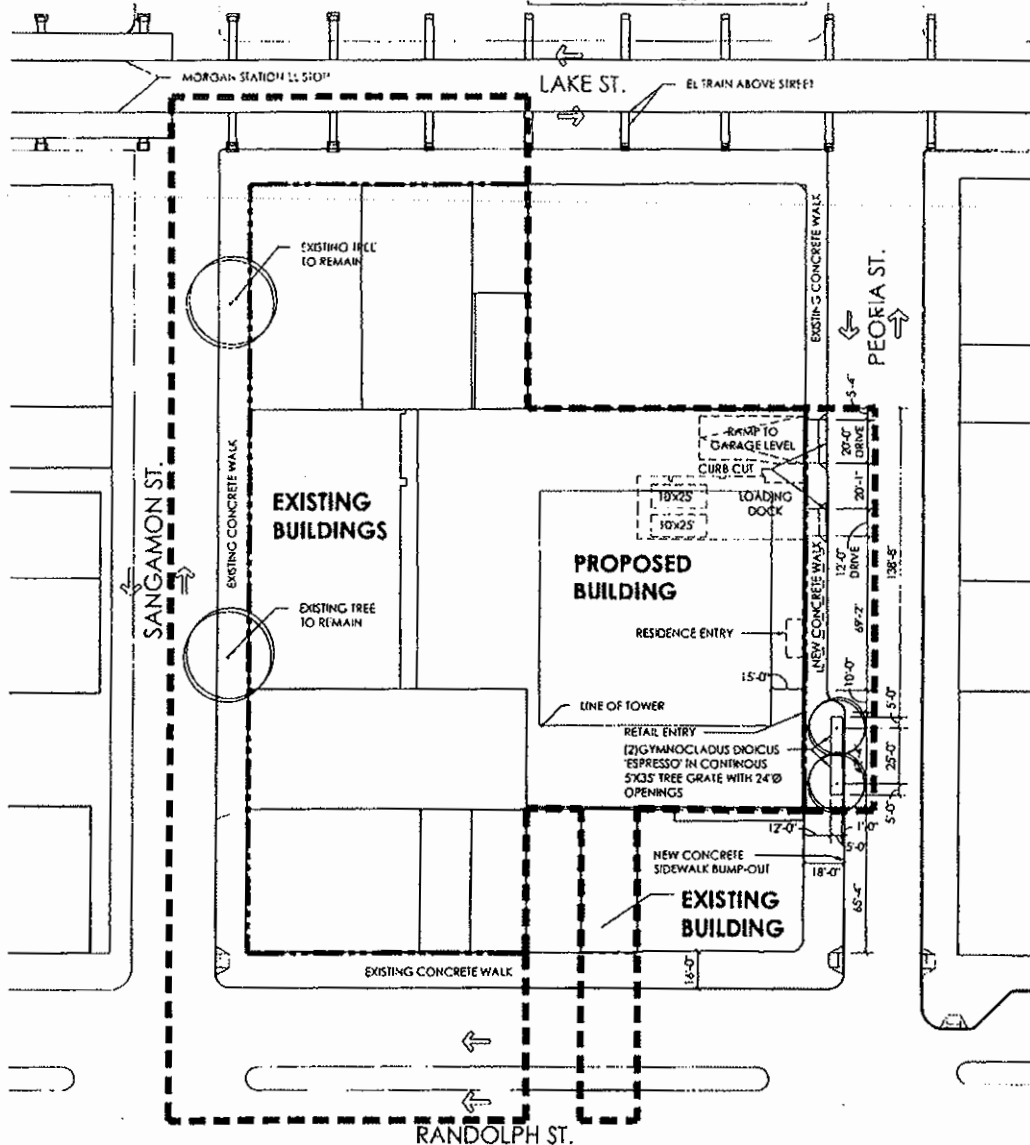 MORGAN STATION EL STOP
LAKE ST.
EL TRAIN ABOVE STREET
EXISTING TREE
TO REMAIN
EXISTING CONCRETE WALK
PEORIA ST.
5'-4"
RAMP TO
GARAGE LEVEL
20'-0"
DRIVE
CURB CUT
10'X25'
10'X25'
LOADING
DOCK
20'-1"
SANGAMON ST.
EXISTING CONCRETE WALK
EXISTING
BUILDINGS
PROPOSED
BUILDING
12'-0"
DRIVE
138'-8"
NEW CONCRETE WALK
69'-2"
EXISTING TREE
TO REMAIN
RESIDENCE ENTRY
15'-0"
10'-0"
5'-0"
LINE OF TOWER
RETAIL ENTRY
(2)GYMNOCLADUS DIOICUS
'ESPRESSO' IN CONTINOUS
5'X35' TREE GRATE WITH 24"Ø
OPENINGS
25'-0"
5'-0"
12'-0"
1'-0"
5'-0"
NEW CONCRETE
SIDEWALK BUMP-OUT
18'-0"
65'-4"
EXISTING
BUILDING
EXISTING CONCRETE WALK
16'-0"
RANDOLPH ST.